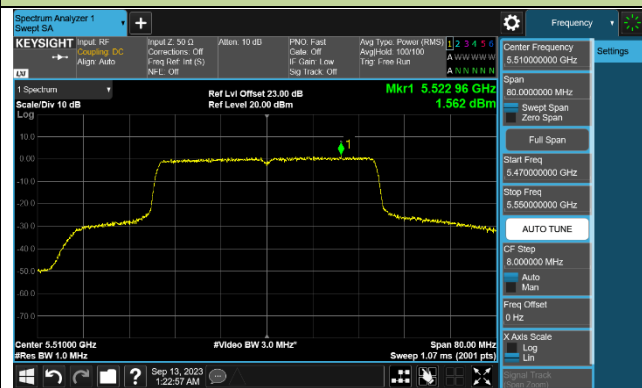 Spectrum Analyzer 1
Swept SA
Frequency
KEYSIGHT
Input: RF
Coupling: DC
Align: Auto
Input Z: 50 Ω
Corrections: Off
Freq Ref: Int (S)
NFE: Off
Atten: 10 dB
PNO: Fast
Gate: Off
IF Gain: Low
Sig Track: Off
Avg Type: Power (RMS)
Avg|Hold: 100/100
Trig: Free Run
1 2 3 4 5 6
A W W W W W
A N N N N N
LXI
1 Spectrum
Scale/Div 10 dB
Ref Lvl Offset 23.00 dB
Ref Level 20.00 dBm
Mkr1 5.522 96 GHz
1.562 dBm
Log
10.0
0.00
-10.0
-20.0
-30.0
-40.0
-50.0
-60.0
-70.0
1
Center 5.51000 GHz
#Res BW 1.0 MHz
#Video BW 3.0 MHz*
Span 80.00 MHz
Sweep 1.07 ms (2001 pts)
Center Frequency
5.510000000 GHz
Settings
Span
80.0000000 MHz
Swept Span
Zero Span
Full Span
Start Freq
5.470000000 GHz
Stop Freq
5.550000000 GHz
AUTO TUNE
CF Step
8.000000 MHz
Auto
Man
Freq Offset
0 Hz
X Axis Scale
Log
Lin
Signal Track
(Span Zoom)
Sep 13, 2023
1:22:57 AM